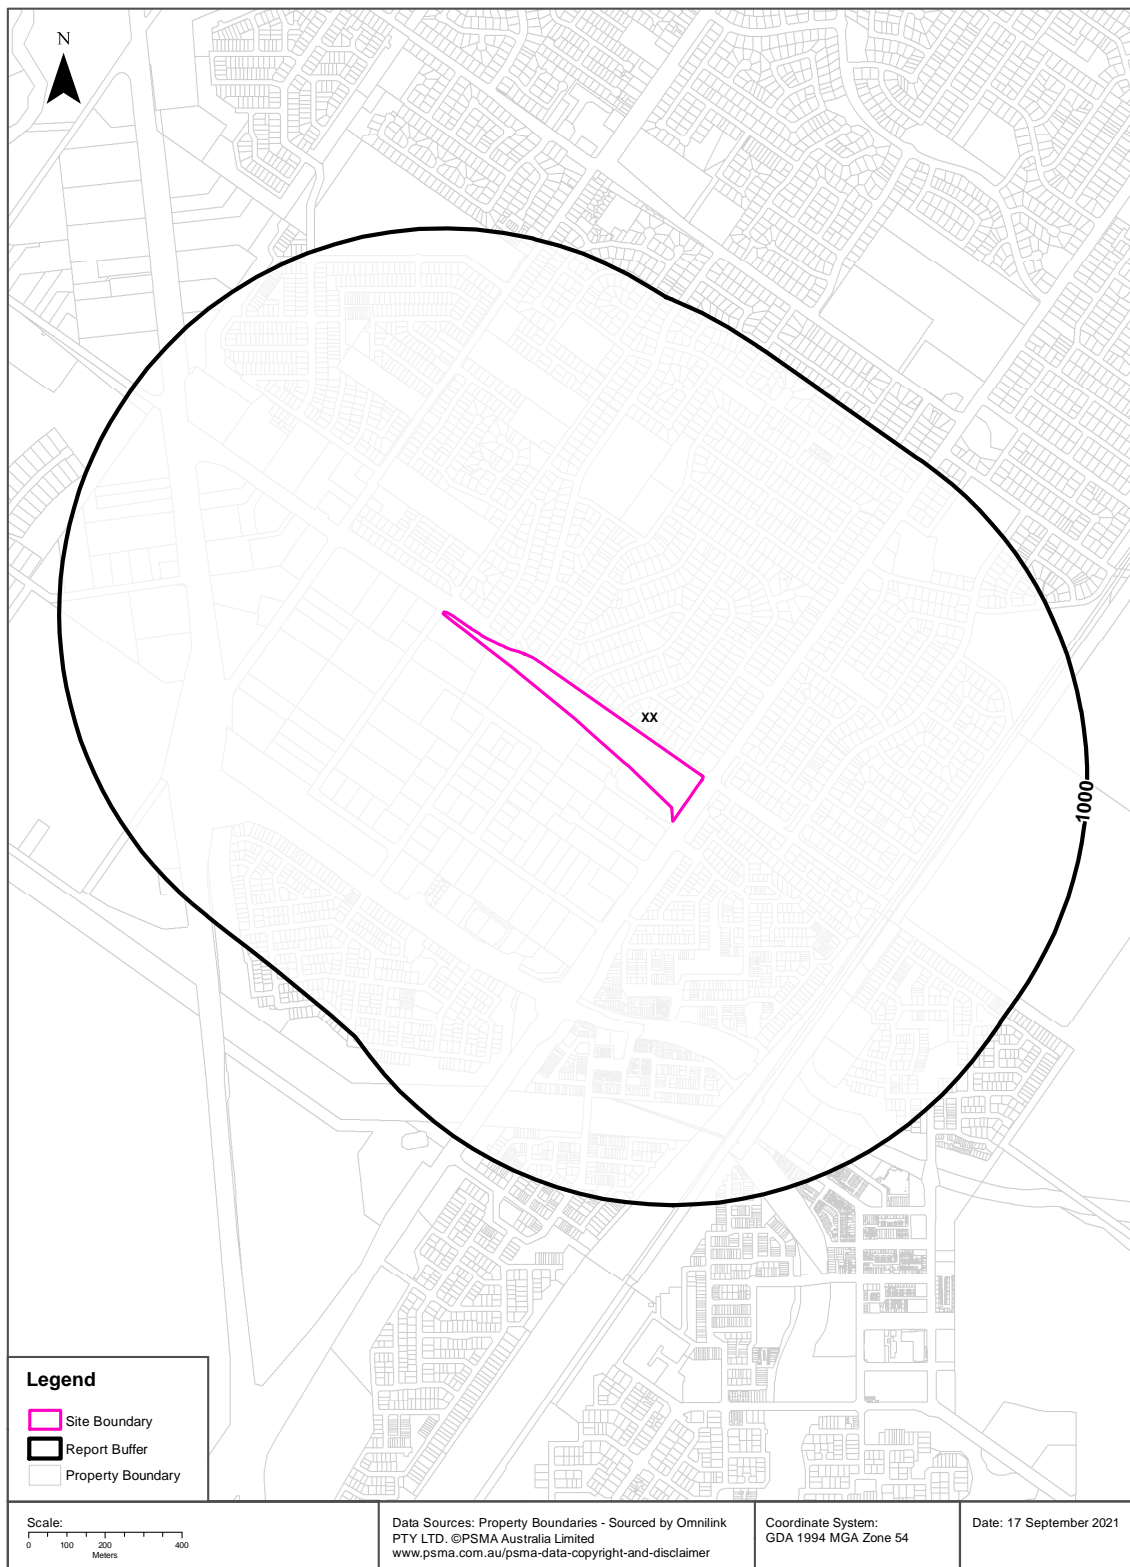 N
XX
1000
Legend
Site Boundary
Report Buffer
Property Boundary
Scale:
0 100 200 400
Meters
Data Sources: Property Boundaries - Sourced by Omnilink
PTY LTD. ©PSMA Australia Limited
www.psma.com.au/psma-data-copyright-and-disclaimer
Coordinate System:
GDA 1994 MGA Zone 54
Date: 17 September 2021